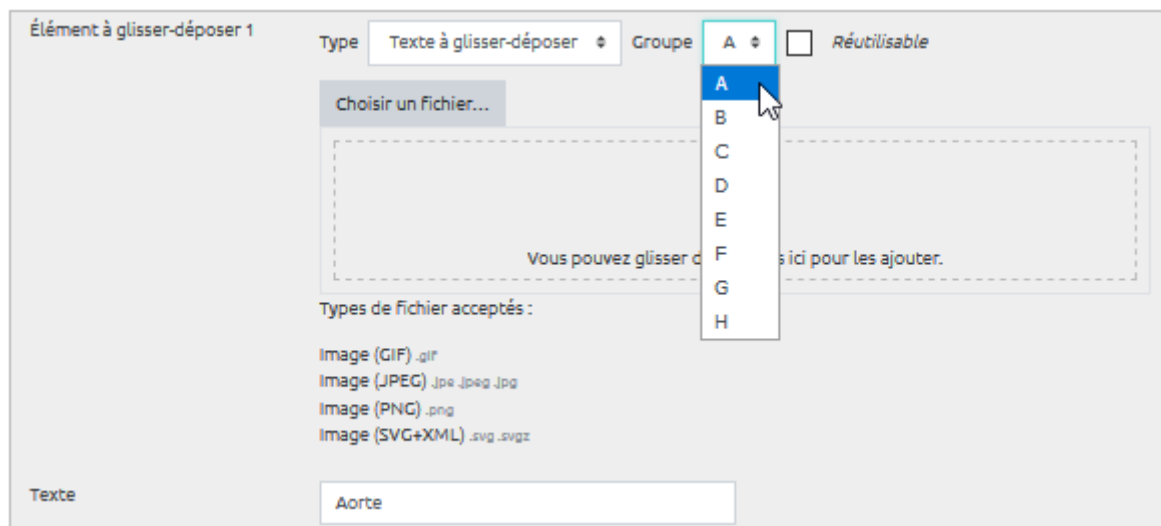 Élément à glisser-déposer 1
Type Texte à glisser-déposer Groupe A Réutilisable
A
Choisir un fichier...
B
C
D
E
Vous pouvez glisser d F s ici pour les ajouter.
G
Types de fichier acceptés :
H
Image (GIF) .gif
Image (JPEG) .jpe .jpeg .jpg
Image (PNG) .png
Image (SVG+XML) .svg .svgz
Texte Aorte